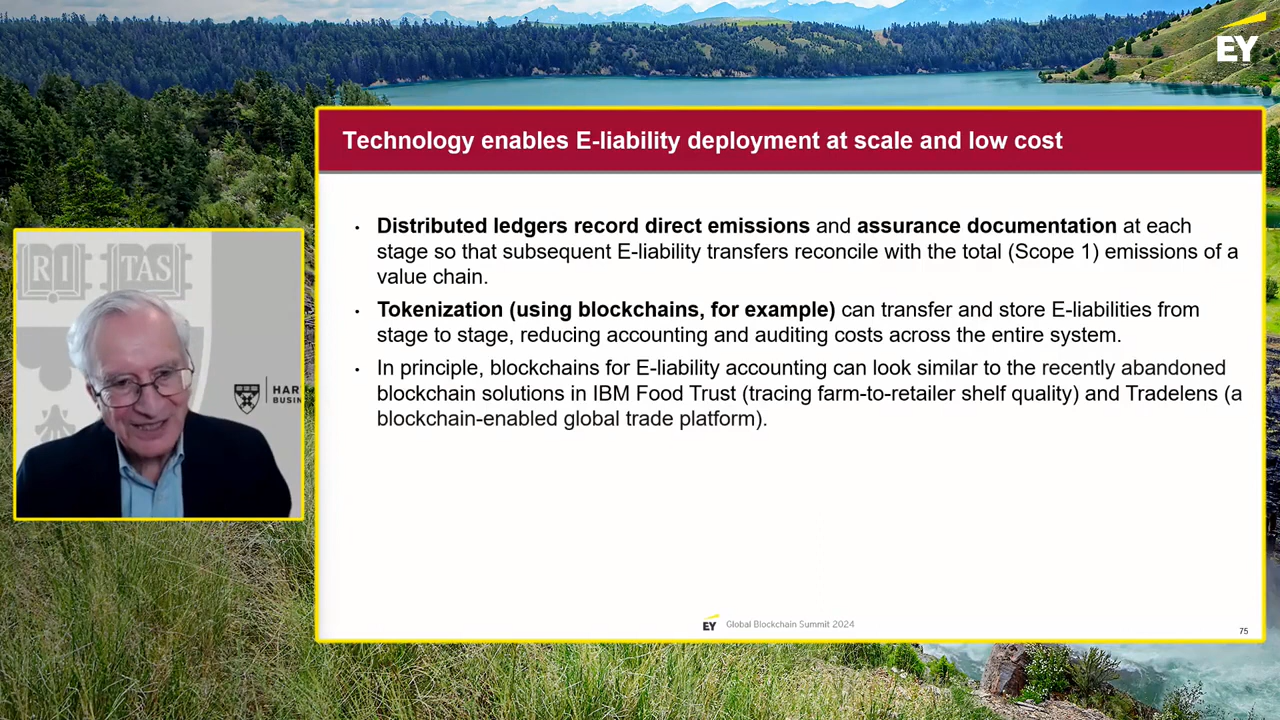 EY
Technology enables E-liability deployment at scale and low cost
• Distributed ledgers record direct emissions and assurance documentation at each
stage so that subsequent E-liability transfers reconcile with the total (Scope 1) emissions of a
value chain.
• Tokenization (using blockchains, for example) can transfer and store E-liabilities from
stage to stage, reducing accounting and auditing costs across the entire system.
• In principle, blockchains for E-liability accounting can look similar to the recently abandoned
blockchain solutions in IBM Food Trust (tracing farm-to-retailer shelf quality) and Tradelens (a
blockchain-enabled global trade platform).
RI TAS
HAR
BUSIN
EY Global Blockchain Summit 2024
75